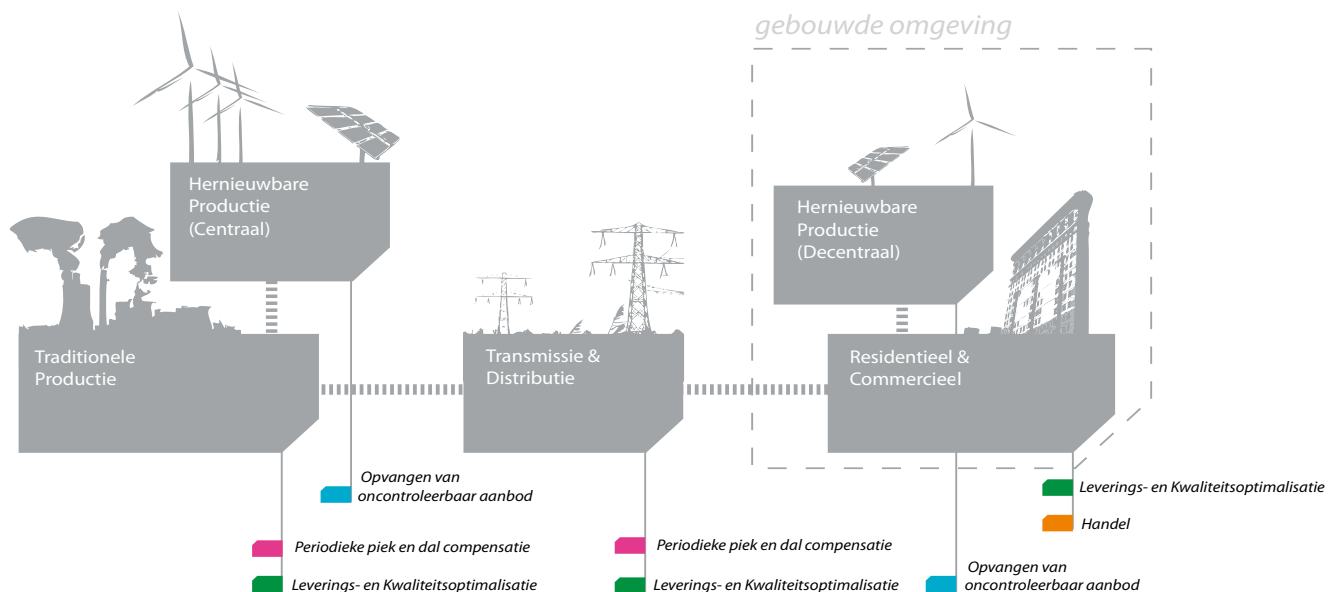 gebouwde omgeving
Hernieuwbare
Productie
(Centraal)
Hernieuwbare
Productie
(Decentraal)
Traditionele
Productie
Transmissie &
Distributie
Residentieel &
Commercieel
Opvangen van
oncontroleerbaar aanbod
Leverings- en Kwaliteitsoptimalisatie
Handel
Periodieke piek en dal compensatie
Leverings- en Kwaliteitsoptimalisatie
Periodieke piek en dal compensatie
Leverings- en Kwaliteitsoptimalisatie
Opvangen van
oncontroleerbaar aanbod